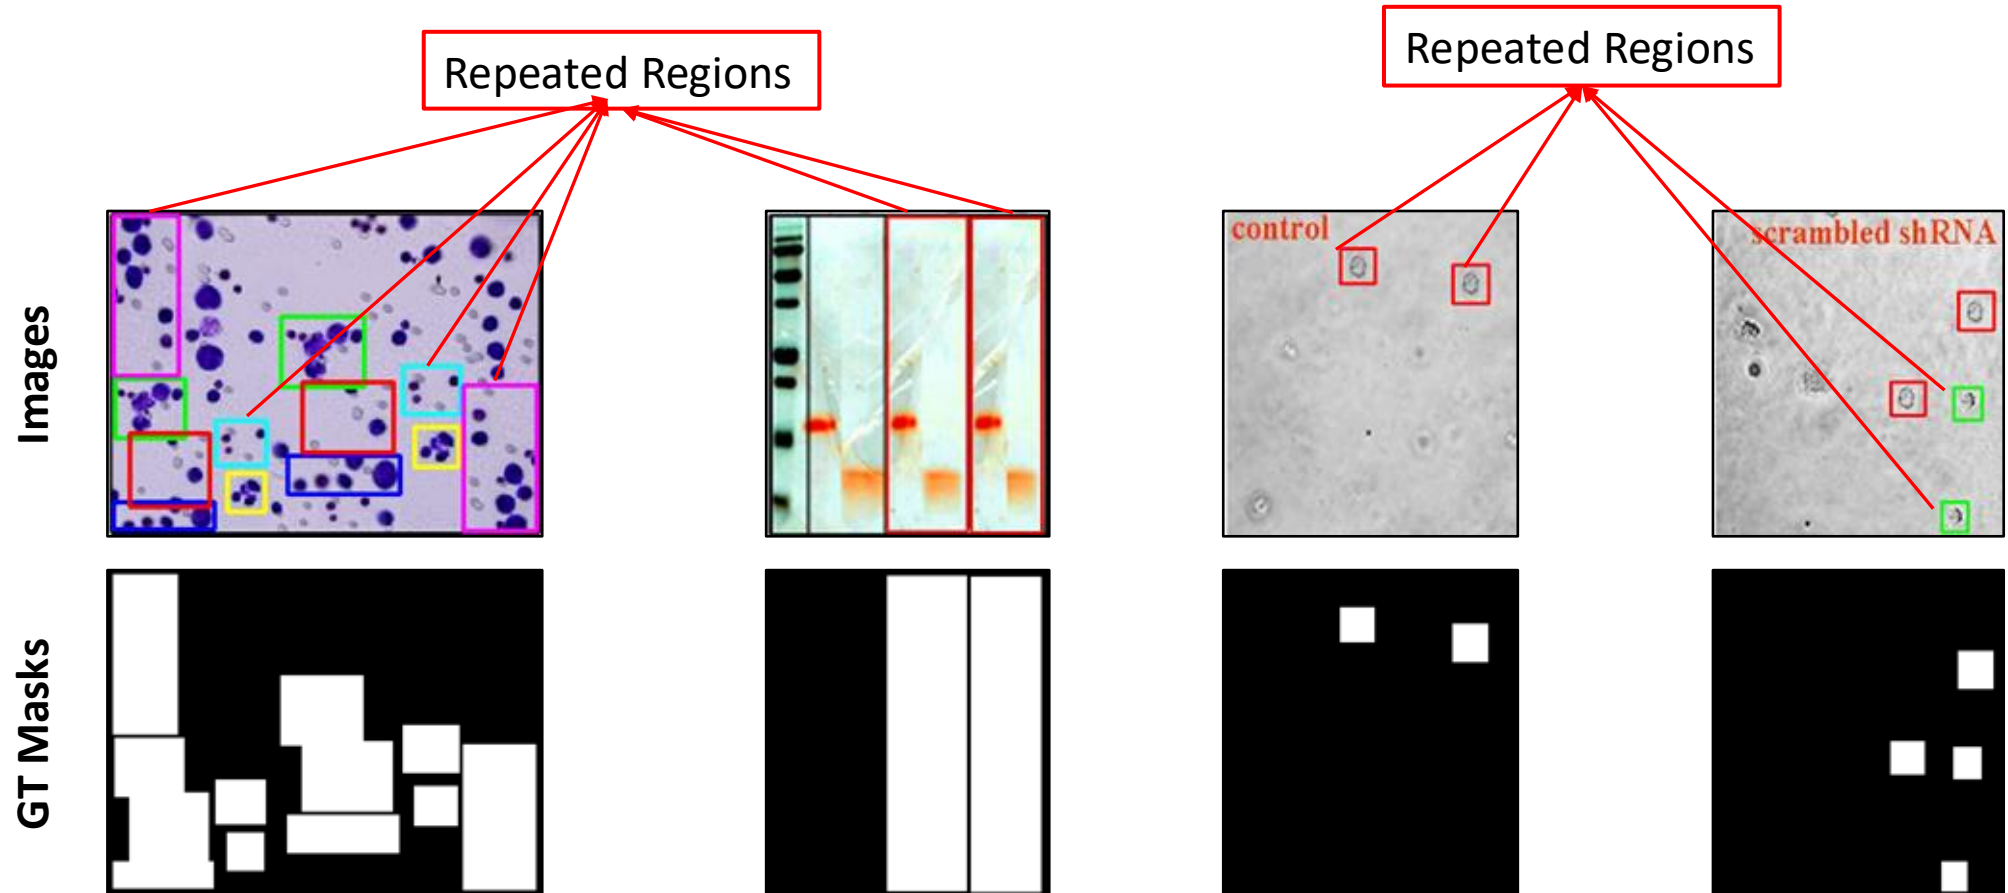 Repeated Regions
Repeated Regions
Images
control
scrambled shRNA
GT Masks